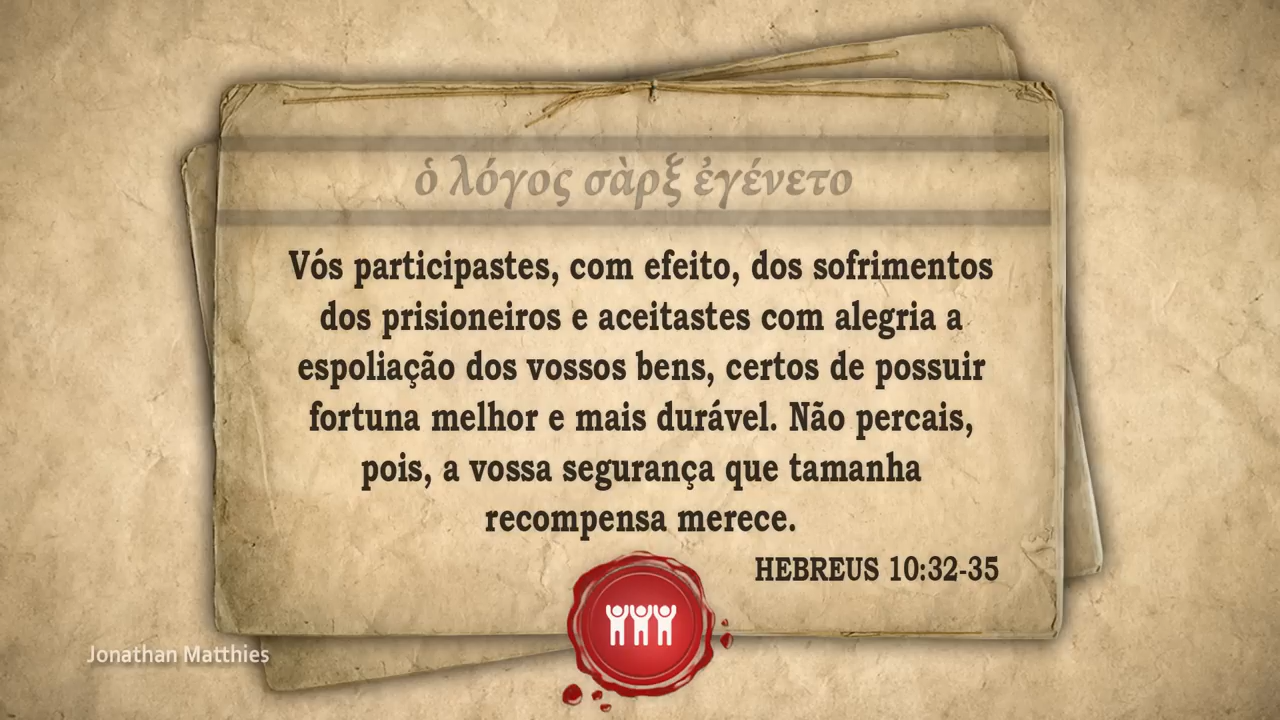 ὁ λόγος σὰρξ ἐγένετο
Vós participastes, com efeito, dos sofrimentos
dos prisioneiros e aceitastes com alegria a
espoliação dos vossos bens, certos de possuir
fortuna melhor e mais durável. Não percais,
pois, a vossa segurança que tamanha
recompensa merece.
HEBREUS 10:32-35
Jonathan Matthies